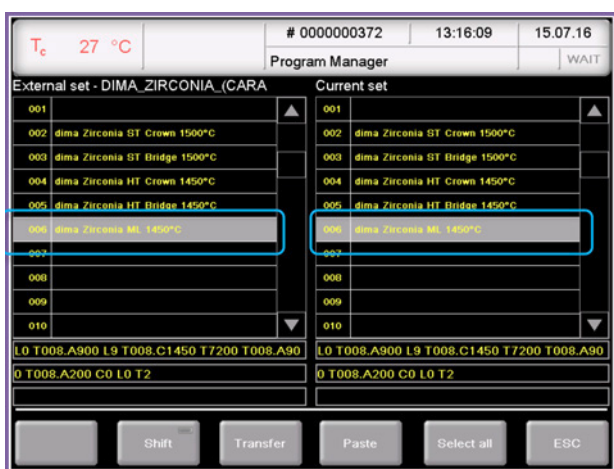 Tc 27 °C
# 0000000372 13:16:09 15.07.16
Program Manager WAIT
External set - DIMA_ZIRCONIA_(CARA
001
002 dima Zirconia ST Crown 1500°C
003 dima Zirconia ST Bridge 1500°C
004 dima Zirconia HT Crown 1450°C
005 dima Zirconia HT Bridge 1450°C
006 dima Zirconia ML 1450°C
007
008
009
010
L0 T008.A900 L9 T008.C1450 T7200 T008.A90
0 T008.A200 C0 L0 T2
Current set
001
002 dima Zirconia ST Crown 1500°C
003 dima Zirconia ST Bridge 1500°C
004 dima Zirconia HT Crown 1450°C
005 dima Zirconia HT Bridge 1450°C
006 dima Zirconia ML 1450°C
007
008
009
010
L0 T008.A900 L9 T008.C1450 T7200 T008.A90
0 T008.A200 C0 L0 T2
Shift Transfer Paste Select all ESC